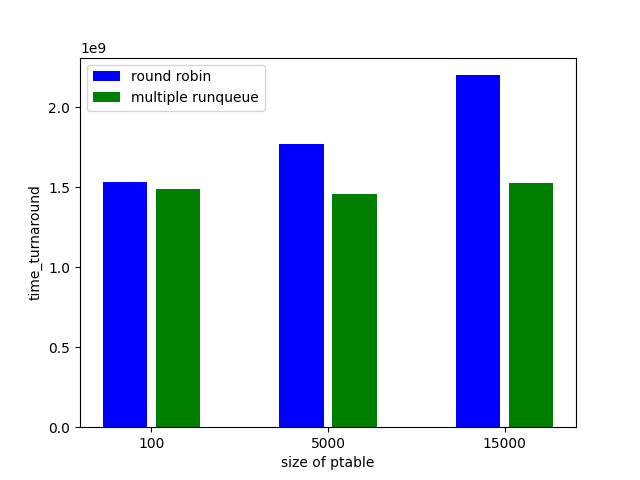 1e9
round robin
multiple runqueue
2.0
1.5
1.0
0.5
0.0
time_turnaround
100 5000 15000
size of ptable